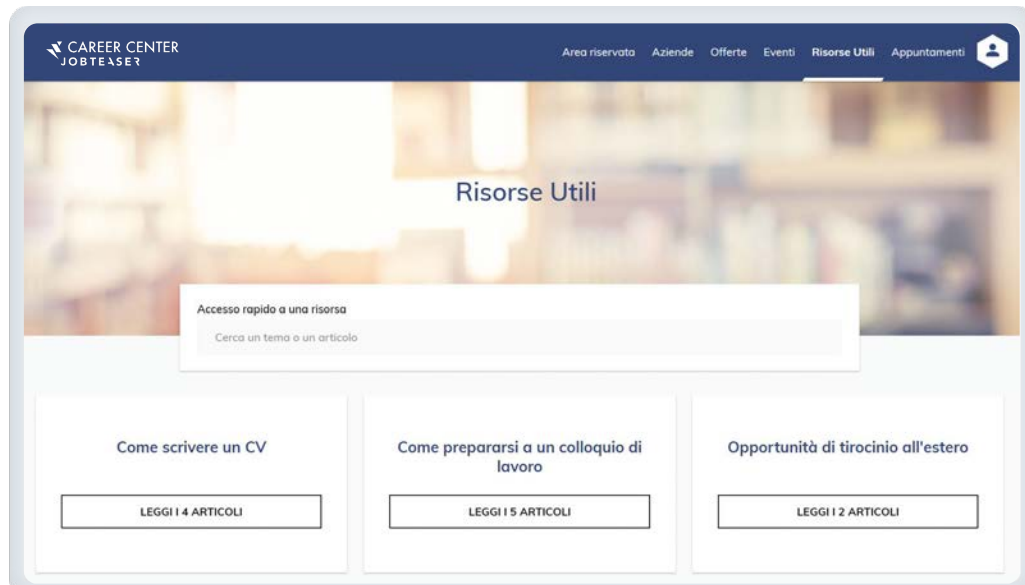 CAREER CENTER
JOBTEASER
Area riservata Aziende Offerte Eventi Risorse Utili Appuntamenti
Risorse Utili
Accesso rapido a una risorsa
Cerca un tema o un articolo
Come scrivere un CV
LEGGI I 4 ARTICOLI
Come prepararsi a un colloquio di
lavoro
LEGGI I 5 ARTICOLI
Opportunità di tirocinio all'estero
LEGGI I 2 ARTICOLI